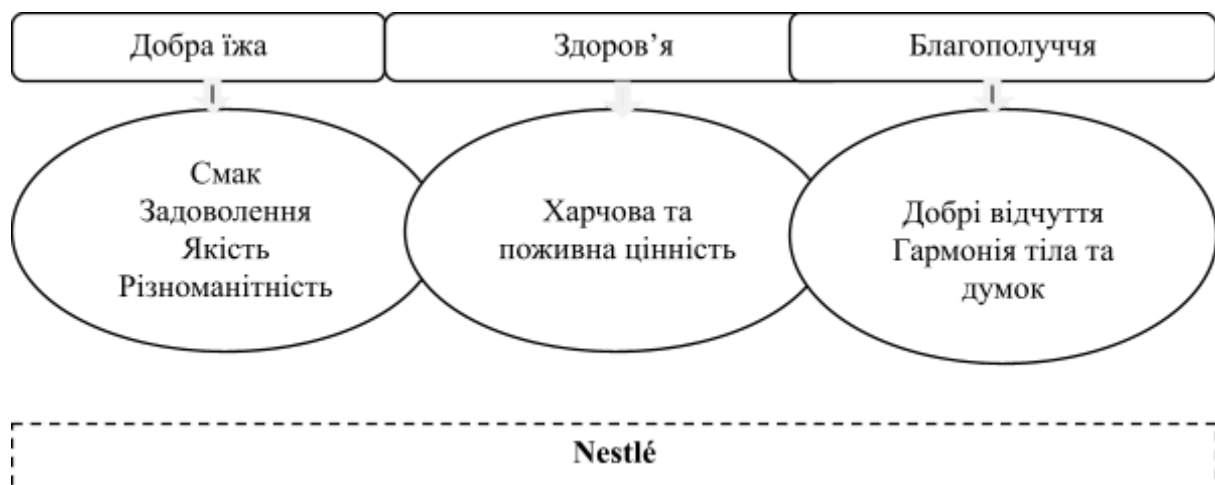 Добра їжа
Здоров’я
Благополуччя
Смак
Задоволення
Якість
Різноманітність
Харчова та
поживна цінність
Добрі відчуття
Гармонія тіла та
думок
Nestlé